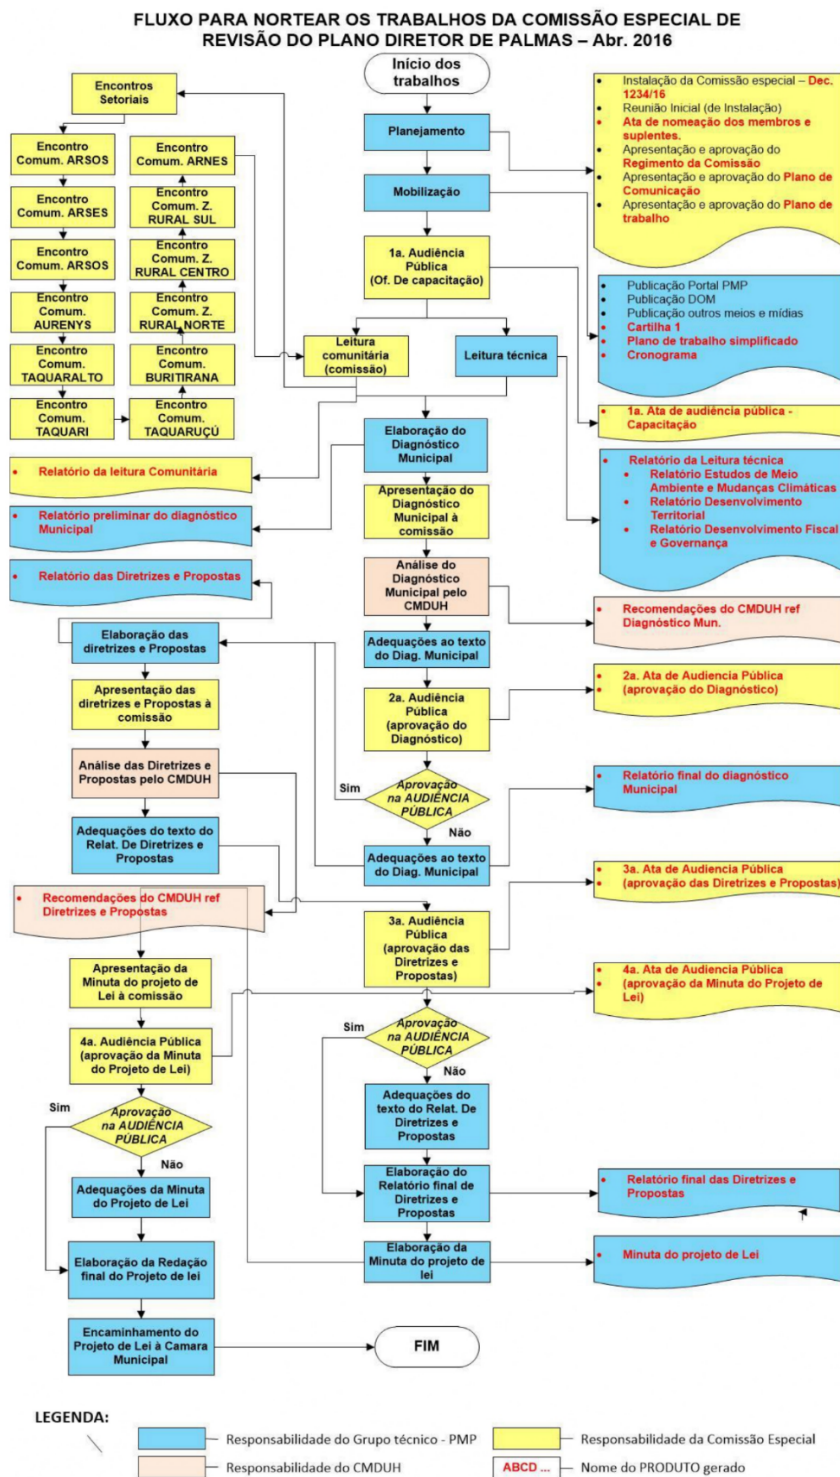 FLUXO PARA NORTEAR OS TRABALHOS DA COMISSÃO ESPECIAL DE
REVISÃO DO PLANO DIRETOR DE PALMAS – Abr. 2016
Início dos
trabalhos
Planejamento
Mobilização
1a. Audiência
Pública
(Of. De capacitação)
Leitura
comunitária
(comissão)
Leitura técnica
Encontros
Setoriais
Encontro
Comum. ARSOS
Encontro
Comum. ARSES
Encontro
Comum. ARSOS
Encontro
Comum.
AURENYS
Encontro
Comum.
TAQUARALTO
Encontro
Comum.
TAQUARI
Encontro
Comum.
TAQUARUÇÚ
Encontro
Comum.
BURITIRANA
Encontro
Comum. Z.
RURAL NORTE
Encontro
Comum. Z.
RURAL CENTRO
Encontro
Comum. Z.
RURAL SUL
Encontro
Comum. ARNES
• Instalação da Comissão especial – Dec.
1234/16
• Reunião Inicial (de Instalação)
• Ata de nomeação dos membros e
suplentes.
• Apresentação e aprovação do
Regimento da Comissão
• Apresentação e aprovação do Plano de
Comunicação
• Apresentação e aprovação do Plano de
trabalho
• Publicação Portal PMP
• Publicação DOM
• Publicação outros meios e mídias
• Cartilha 1
• Plano de trabalho simplificado
• Cronograma
• 1a. Ata de audiência pública -
Capacitação
• Relatório da Leitura técnica
• Relatório Estudos de Meio
Ambiente e Mudanças Climáticas
• Relatório Desenvolvimento
Territorial
• Relatório Desenvolvimento Fiscal
e Governança
Elaboração do
Diagnóstico
Municipal
• Relatório da leitura Comunitária
• Relatório preliminar do diagnóstico
Municipal
• Relatório das Diretrizes e Propostas
Apresentação do
Diagnóstico
Municipal à
comissão
Análise do
Diagnóstico
Municipal pelo
CMDUH
• Recomendações do CMDUH ref
Diagnóstico Mun.
Adequações ao texto
do Diag. Municipal
2a. Audiência
Pública
(aprovação do
Diagnóstico)
• 2a. Ata de Audiencia Pública
• (aprovação do Diagnóstico)
Aprovação
na AUDIÊNCIA
PÚBLICA
Sim
Não
Adequações ao texto
do Diag. Municipal
• Relatório final do diagnóstico
Municipal
Elaboração das
diretrizes e Propostas
Apresentação das
diretrizes e Propostas à
comissão
Análise das Diretrizes e
Propostas pelo CMDUH
Adequações do texto do
Relat. De Diretrizes e
Propostas
• Recomendações do CMDUH ref
Diretrizes e Propostas
3a. Audiência
Pública
(aprovação das
Diretrizes e
Propostas)
• 3a. Ata de Audiencia Pública
• (aprovação das Diretrizes e Propostas)
Aprovação
na AUDIÊNCIA
PÚBLICA
Sim
Não
Adequações do
texto do Relat. De
Diretrizes e
Propostas
Elaboração do
Relatório final de
Diretrizes e
Propostas
• Relatório final das Diretrizes e
Propostas
Elaboração da
Minuta do projeto de
lei
• Minuta do projeto de Lei
Apresentação da
Minuta do projeto de
Lei à comissão
4a. Audiência Pública
(aprovação da Minuta
do Projeto de Lei)
• 4a. Ata de Audiencia Pública
• (aprovação da Minuta do Projeto de
Lei)
Aprovação
na AUDIÊNCIA
PÚBLICA
Sim
Não
Adequações da Minuta
do Projeto de Lei
Elaboração da Redação
final do Projeto de lei
Encaminhamento do
Projeto de Lei à Camara
Municipal
FIM
LEGENDA:
Responsabilidade do Grupo técnico - PMP
Responsabilidade da Comissão Especial
Responsabilidade do CMDUH
ABCD ...
Nome do PRODUTO gerado